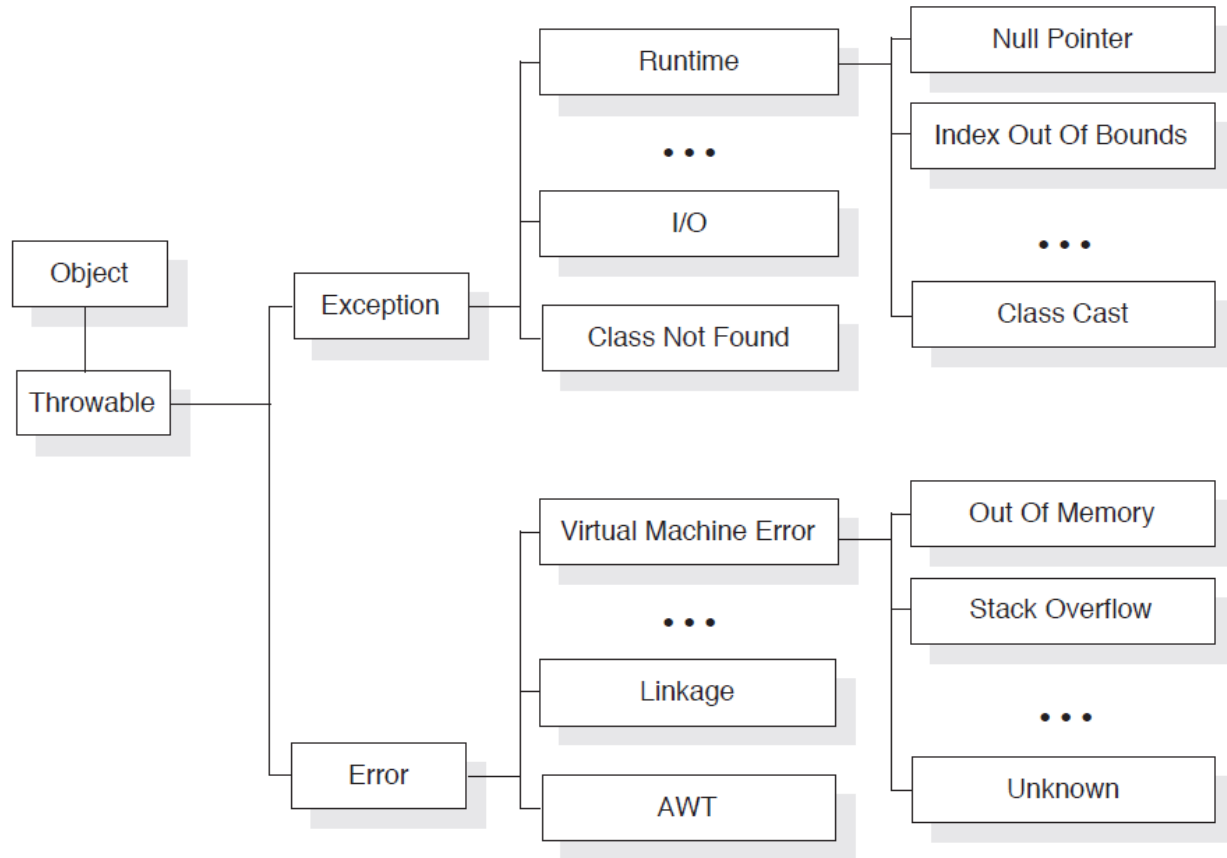 Object
Throwable
Exception
Runtime
• • •
I/O
Class Not Found
Null Pointer
Index Out Of Bounds
• • •
Class Cast
Error
Virtual Machine Error
• • •
Linkage
AWT
Out Of Memory
Stack Overflow
• • •
Unknown